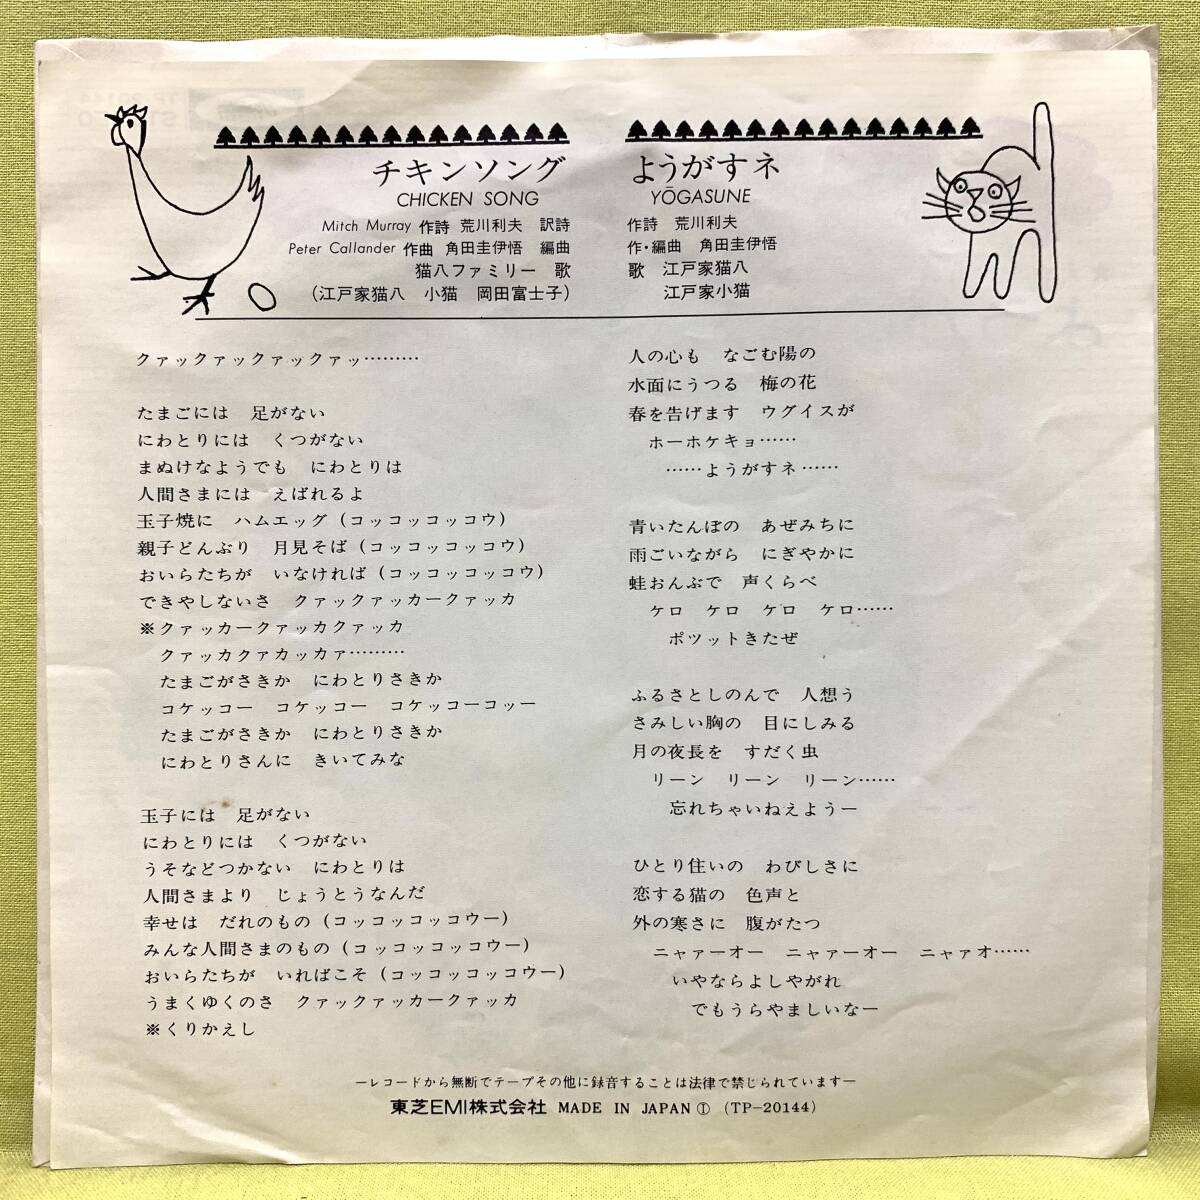 チキンソング
CHICKEN SONG
Mitch Murray 作詩 荒川利夫 訳詩
Peter Callander 作曲 角田圭伊悟 編曲
猫八ファミリー 歌
(江戸家猫八 小猫 岡田富士子)
クァックァックァックァッ………
たまごには 足がない
にわとりには くつがない
まぬけなようでも にわとりは
人間さまには えばれるよ
玉子焼に ハムエッグ (コッコッコッコウ)
親子どんぶり 月見そば (コッコッコッコウ)
おいらたちが いなければ (コッコッコッコウ)
できやしないさ クァックァッカークァッカ
※クァッカークァッカクァッカ
クァッカクァカッカァ………
たまごがさきか にわとりさきか
コケッコー コケッコー コケッコーコッー
たまごがさきか にわとりさきか
にわとりさんに きいてみな
玉子には 足がない
にわとりには くつがない
うそなどつかない にわとりは
人間さまより じょうとうなんだ
幸せは だれのもの (コッコッコッコウー)
みんな人間さまのもの (コッコッコッコウー)
おいらたちが いればこそ (コッコッコッコウー)
うまくゆくのさ クァックァッカークァッカ
※くりかえし
ようがすネ
YŌGASUNE
作詩 荒川利夫
作・編曲 角田圭伊悟
歌 江戸家猫八
江戸家小猫
人の心も なごむ陽の
水面にうつる 梅の花
春を告げます ウグイスが
ホーホケキョ……
……ようがすネ……
青いたんぼの あぜみちに
雨ごいながら にぎやかに
蛙おんぶで 声くらべ
ケロ ケロ ケロ ケロ……
ポツットきたぜ
ふるさとしのんで 人想う
さみしい胸の 目にしみる
月の夜長を すだく虫
リーン リーン リーン……
忘れちゃいねえようー
ひとり住いの わびしさに
恋する猫の 色声と
外の寒さに 腹がたつ
ニャァーオー ニャァーオー ニャァオ……
いやならよしやがれ
でもうらやましいなー
―レコードから無断でテープその他に録音することは法律で禁じられています―
東芝EMI株式会社 MADE IN JAPAN ① (TP-20144)